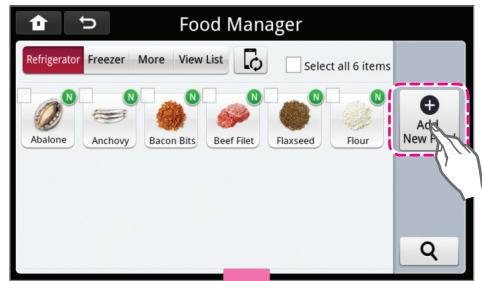 Food Manager
Refrigerator Freezer More View List Select all 6 items
N N N N N N
Abalone Anchovy Bacon Bits Beef Filet Flaxseed Flour
Add
New